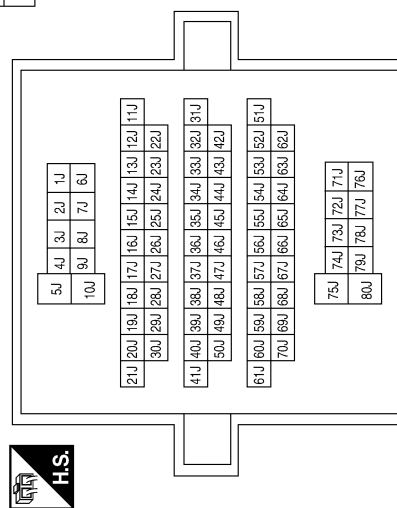 H.S.
5J 4J 3J 2J 1J
10J 9J 8J 7J 6J
21J 20J 19J 18J 17J 16J 15J 14J 13J 12J 11J
30J 29J 28J 27J 26J 25J 24J 23J 22J
41J 40J 39J 38J 37J 36J 35J 34J 33J 32J 31J
50J 49J 48J 47J 46J 45J 44J 43J 42J
61J 60J 59J 58J 57J 56J 55J 54J 53J 52J 51J
70J 69J 68J 67J 66J 65J 64J 63J 62J
75J 74J 73J 72J 71J
80J 79J 78J 77J 76J